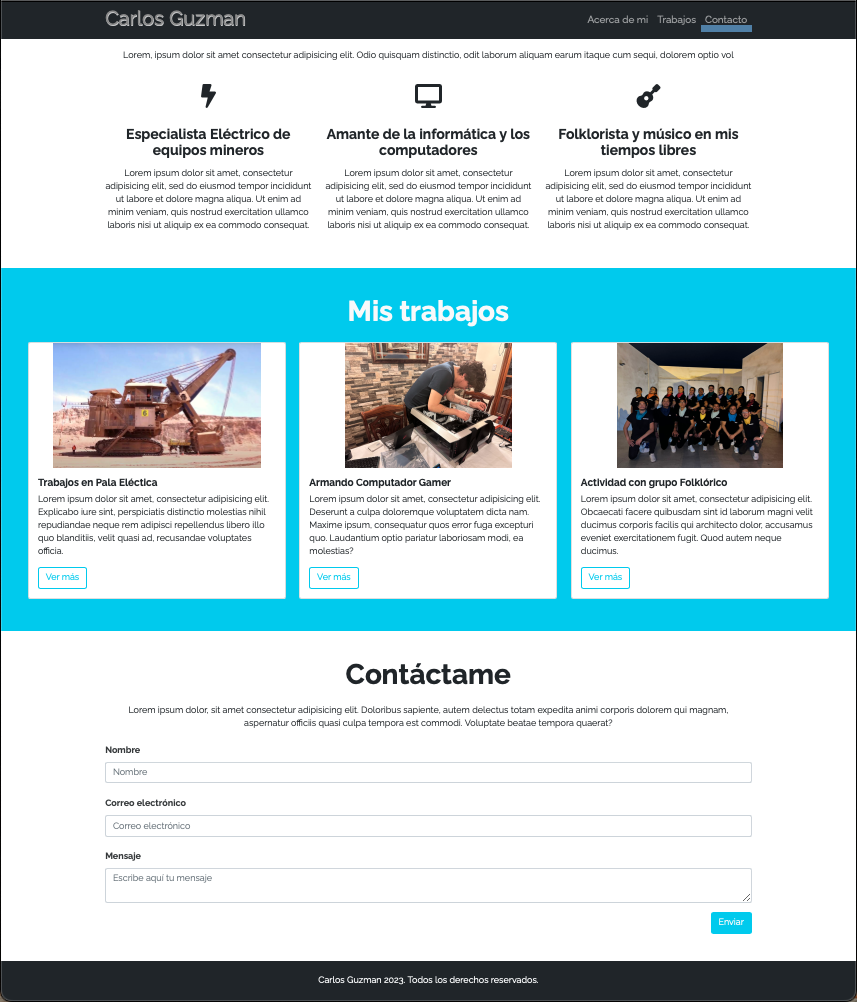 Carlos Guzman
Acerca de mi Trabajos Contacto
Lorem, ipsum dolor sit amet consectetur adipisicing elit. Odio quisquam distinctio, odit laborum aliquam earum itaque cum sequi, dolorem optio vol
Especialista Eléctrico de
equipos mineros
Lorem ipsum dolor sit amet, consectetur
adipisicing elit, sed do eiusmod tempor incididunt
ut labore et dolore magna aliqua. Ut enim ad
minim veniam, quis nostrud exercitation ullamco
laboris nisi ut aliquip ex ea commodo consequat.
Amante de la informática y los
computadores
Lorem ipsum dolor sit amet, consectetur
adipisicing elit, sed do eiusmod tempor incididunt
ut labore et dolore magna aliqua. Ut enim ad
minim veniam, quis nostrud exercitation ullamco
laboris nisi ut aliquip ex ea commodo consequat.
Folklorista y músico en mis
tiempos libres
Lorem ipsum dolor sit amet, consectetur
adipisicing elit, sed do eiusmod tempor incididunt
ut labore et dolore magna aliqua. Ut enim ad
minim veniam, quis nostrud exercitation ullamco
laboris nisi ut aliquip ex ea commodo consequat.
Mis trabajos
Trabajos en Pala Eléctica
Lorem ipsum dolor sit amet, consectetur adipisicing elit.
Explicabo iure sint, perspiciatis distinctio molestias nihil
repudiandae neque rem adipisci repellendus libero illo
quo blanditiis, velit quasi ad, recusandae voluptates
officia.
Ver más
Armando Computador Gamer
Lorem ipsum dolor sit amet, consectetur adipisicing elit.
Deserunt a culpa doloremque voluptatem dicta nam.
Maxime ipsum, consequatur quos error fuga excepturi
quo. Laudantium optio pariatur laboriosam modi, ea
molestias?
Ver más
Actividad con grupo Folklórico
Lorem ipsum dolor sit amet, consectetur adipisicing elit.
Obcaecati facere quibusdam sint id laborum magni velit
ducimus corporis facilis qui architecto dolor, accusamus
eveniet exercitationem fugit. Quod autem neque
ducimus.
Ver más
Contáctame
Lorem ipsum dolor, sit amet consectetur adipisicing elit. Doloribus sapiente, autem delectus totam expedita animi corporis dolorem qui magnam,
aspernatur officiis quasi culpa tempora est commodi. Voluptate beatae tempora quaerat?
Nombre
Nombre
Correo electrónico
Correo electrónico
Mensaje
Escribe aquí tu mensaje
Enviar
Carlos Guzman 2023. Todos los derechos reservados.